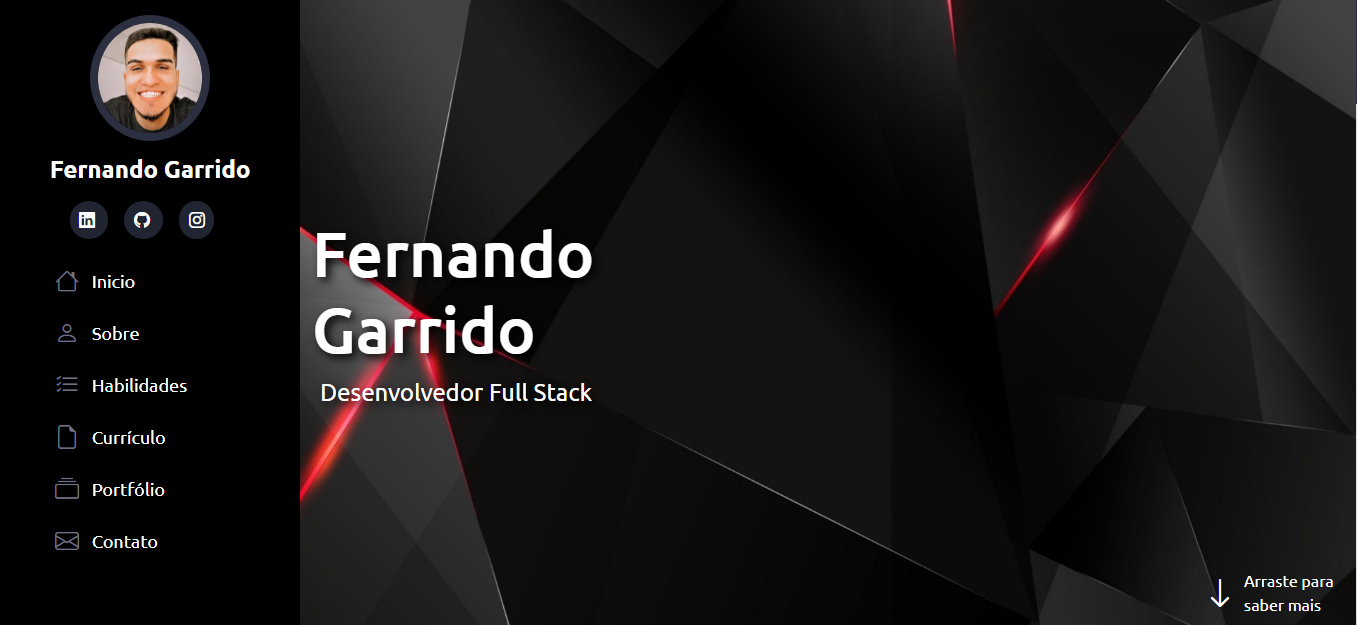 Fernando Garrido
Inicio
Sobre
Habilidades
Currículo
Portfólio
Contato
Fernando
Garrido
Desenvolvedor Full Stack
Arraste para
saber mais